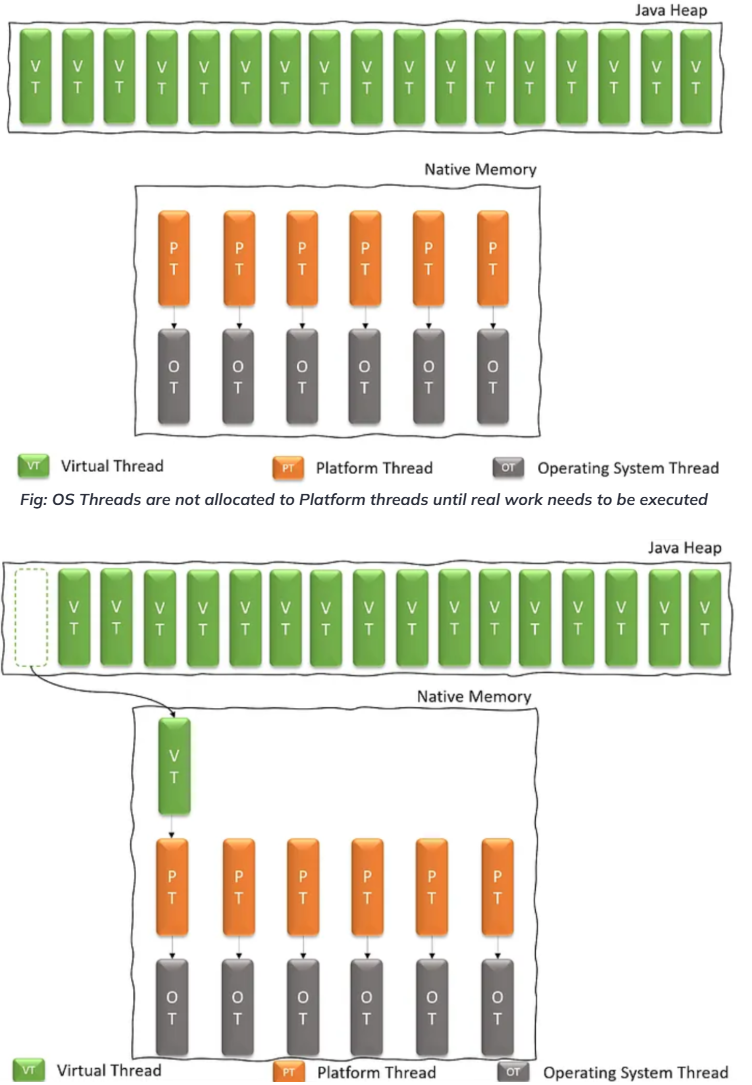 Java Heap
V V V V V V V V V V V V V V V V V
T T T T T T T T T T T T T T T T T
Native Memory
P P P P P P
T T T T T T
O O O O O O
T T T T T T
VT Virtual Thread PT Platform Thread OT Operating System Thread
Fig: OS Threads are not allocated to Platform threads until real work needs to be executed
Java Heap
V V V V V V V V V V V V V V V V
T T T T T T T T T T T T T T T T
Native Memory
V
T
P P P P P P
T T T T T T
O O O O O O
T T T T T T
VT Virtual Thread PT Platform Thread OT Operating System Thread